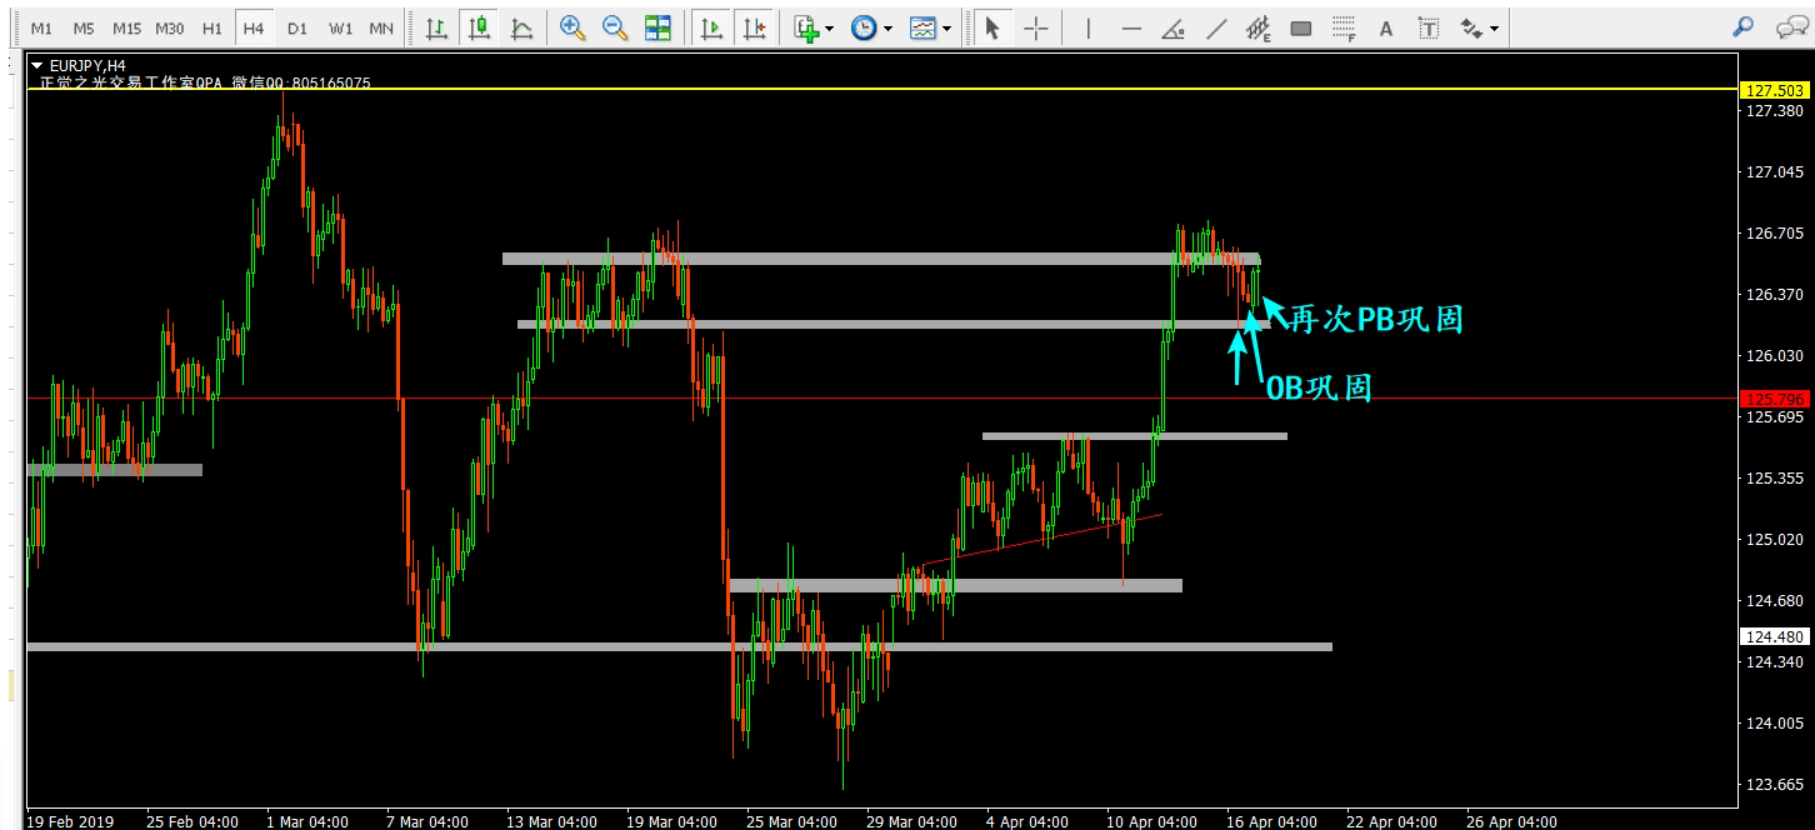 M1 M5 M15 M30 H1 H4 D1 W1 MN E F A T
EURJPY,H4
正觉之光交易工作室QPA 微信QQ:805165075
127.503
127.380
127.045
126.705
126.370
再次PB巩固
126.030
OB巩固
125.796
125.695
125.355
125.020
124.680
124.480
124.340
124.005
123.665
19 Feb 2019 25 Feb 04:00 1 Mar 04:00 7 Mar 04:00 13 Mar 04:00 19 Mar 04:00 25 Mar 04:00 29 Mar 04:00 4 Apr 04:00 10 Apr 04:00 16 Apr 04:00 22 Apr 04:00 26 Apr 04:00